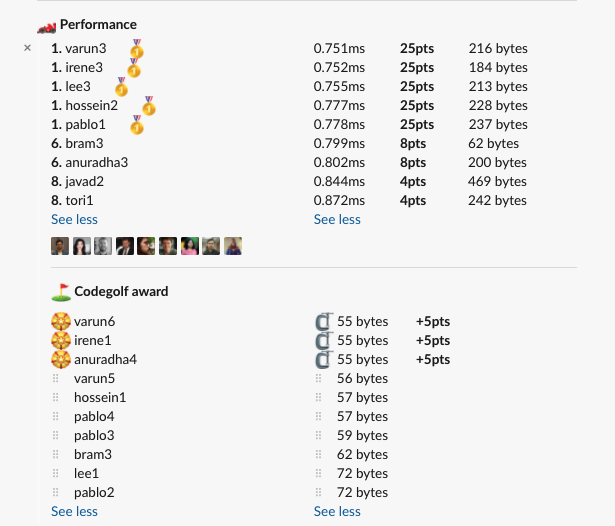 Performance
× 1. varun3 0.751ms 25pts 216 bytes
1. irene3 0.752ms 25pts 184 bytes
1. lee3 0.755ms 25pts 213 bytes
1. hossein2 0.777ms 25pts 228 bytes
1. pablo1 0.778ms 25pts 237 bytes
6. bram3 0.799ms 8pts 62 bytes
6. anuradha3 0.802ms 8pts 200 bytes
8. javad2 0.844ms 4pts 469 bytes
8. tori1 0.872ms 4pts 242 bytes
See less See less
Codegolf award
varun6 55 bytes +5pts
irene1 55 bytes +5pts
anuradha4 55 bytes +5pts
varun5 56 bytes
hossein1 57 bytes
pablo4 57 bytes
pablo3 59 bytes
bram3 62 bytes
lee1 72 bytes
pablo2 72 bytes
See less See less